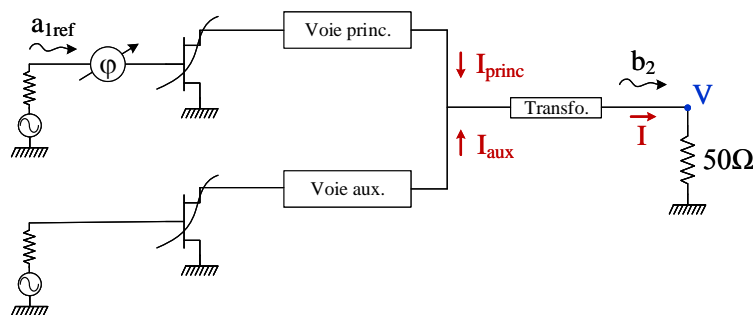 a1ref
φ
Voie princ.
Iprinc
b2
V
Transfo.
I
Iaux
50Ω
Voie aux.